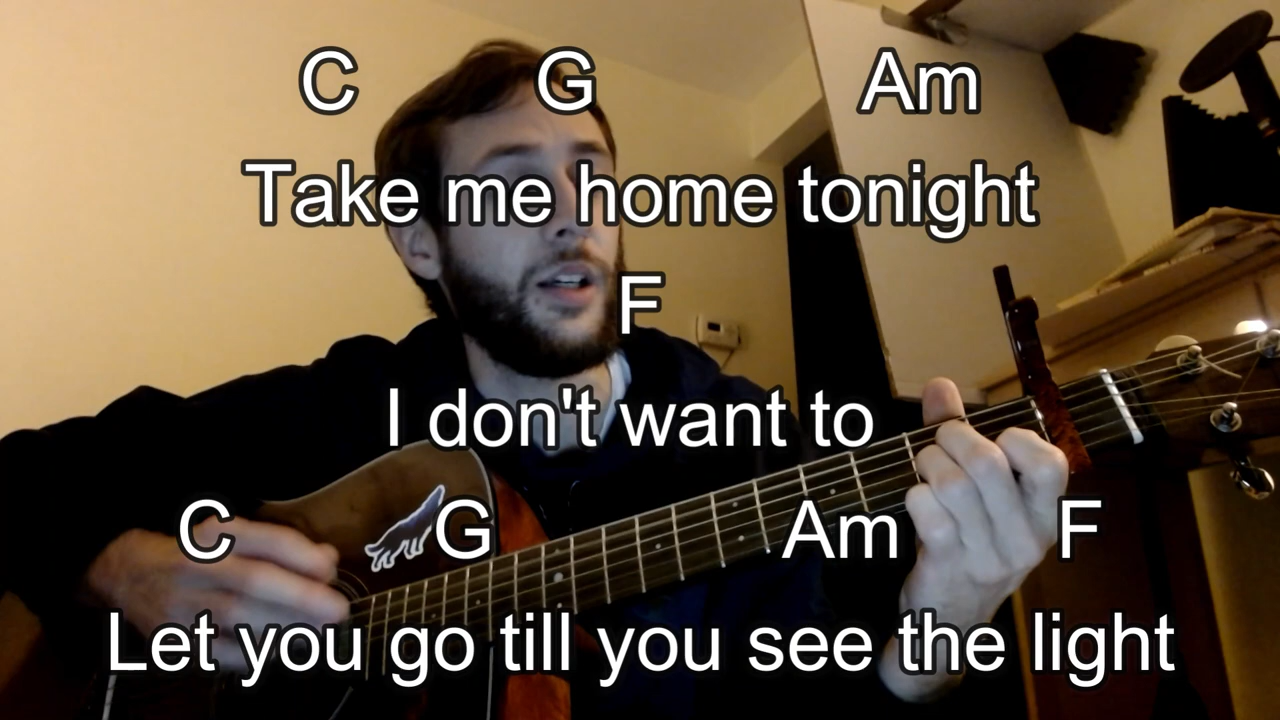 C G Am
Take me home tonight
F
I don't want to
C G Am F
Let you go till you see the light